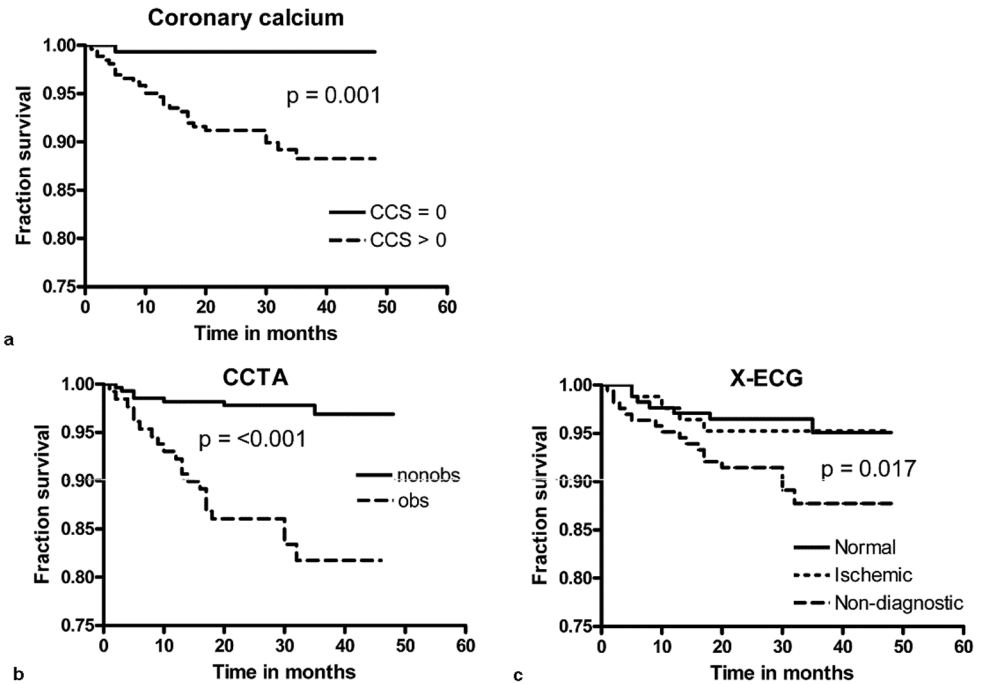 Coronary calcium
1.00
0.95
0.90
0.85
0.80
0.75
Fraction survival
p = 0.001
CCS = 0
CCS > 0
0 10 20 30 40 50 60
Time in months
a
CCTA
1.00
0.95
0.90
0.85
0.80
0.75
Fraction survival
p = <0.001
nonobs
obs
0 10 20 30 40 50 60
Time in months
b
X-ECG
1.00
0.95
0.90
0.85
0.80
0.75
Fraction survival
p = 0.017
Normal
Ischemic
Non-diagnostic
0 10 20 30 40 50 60
Time in months
c